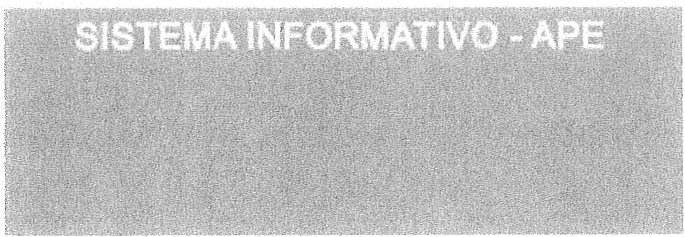 SISTEMA INFORMATIVO - APE